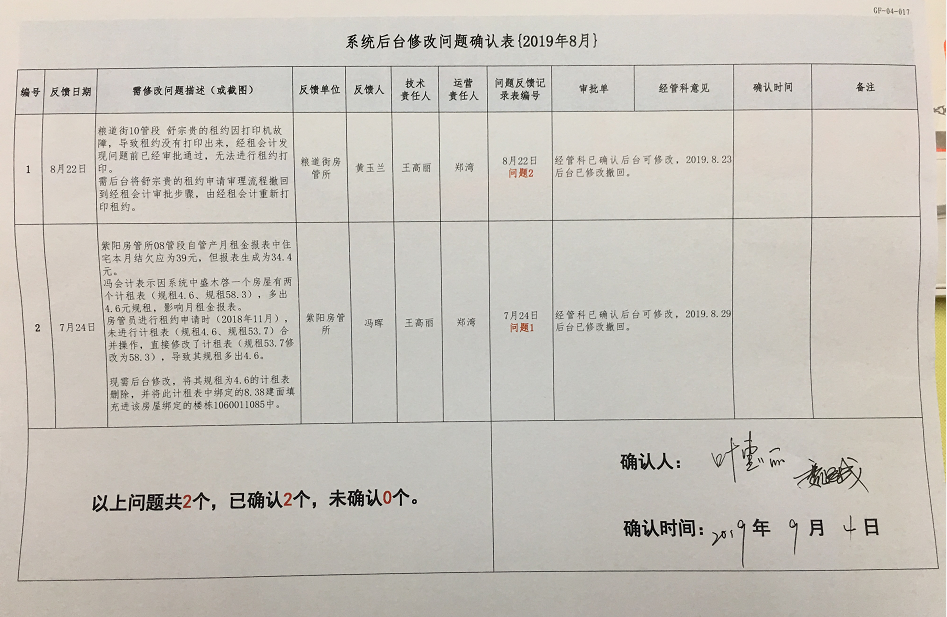 GF-04-017
系统后台修改问题确认表{2019年8月}
编号 反馈日期 需修改问题描述（或截图） 反馈单位 反馈人 技术责任人 运营责任人 问题反馈记录表编号 审批单 经管科意见 确认时间 备注
1
8月22日
粮道街10管段 舒宗贵的租约因打印机故
障，导致租约没有打印出来，经租会计发
现问题前已经审批通过，无法进行租约打
印。
需后台将舒宗贵的租约申请审理流程撤回
到经租会计审批步骤，由经租会计重新打
印租约。
粮道街房
管所
黄玉兰
王高丽
郑湾
8月22日
问题2
经管科已确认后台可修改，2019.8.23
后台已修改撤回。
2
7月24日
紫阳房管所08管段自管产月租金报表中住
宅本月结欠应为39元，但报表生成为34.4
元。
冯会计表示因系统中盛木啓一个房屋有两
个计租表（规租4.6、规租58.3），多出
4.6元规租，影响月租金报表。
房管员进行租约申请时（2018年11月），
未进行计租表（规租4.6、规租53.7）合
并操作，直接修改了计租表（规租53.7修
改为58.3），导致其规租多出4.6。
现需后台修改，将其规租为4.6的计租表
删除，并将此计租表中绑定的8.38建面填
充进该房屋绑定的楼栋1060011085中。
紫阳房管
所
冯晖
王高丽
郑湾
7月24日
问题1
经管科已确认后台可修改，2019.8.29
后台已修改撤回。
以上问题共2个，已确认2个，未确认0个。
确认人：叶惠丽
确认时间：2019年 9月 4日